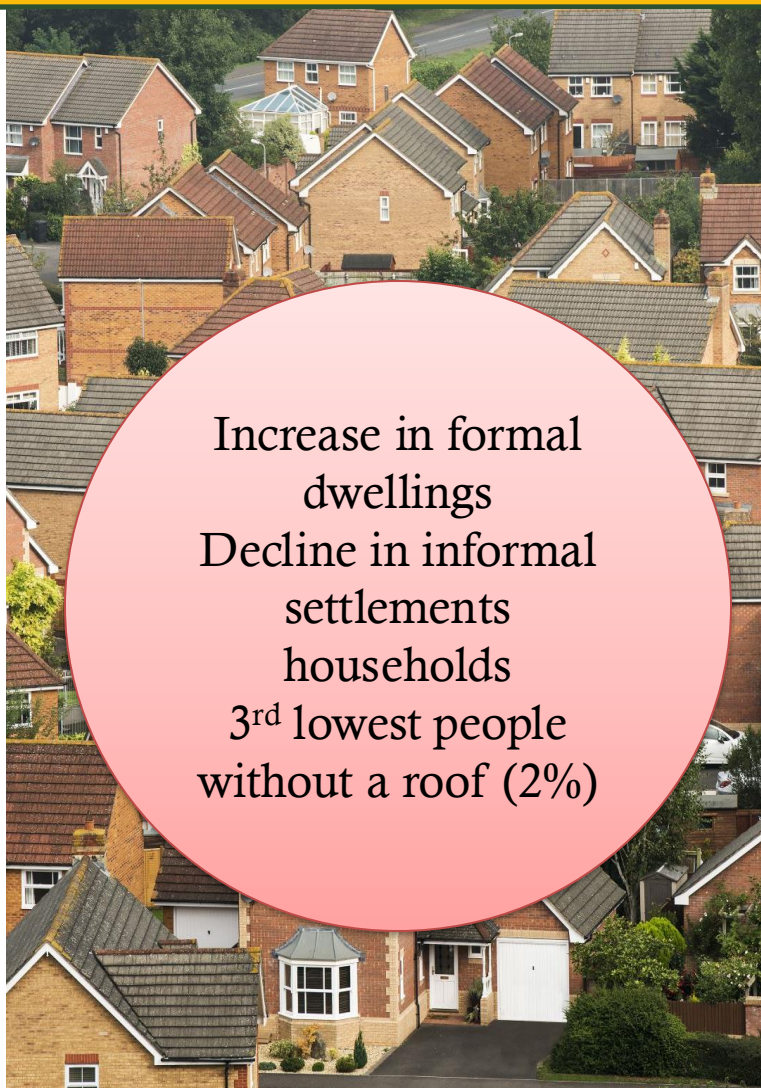 Increase in formal
dwellings
Decline in informal
settlements
households
3rd lowest people
without a roof (2%)